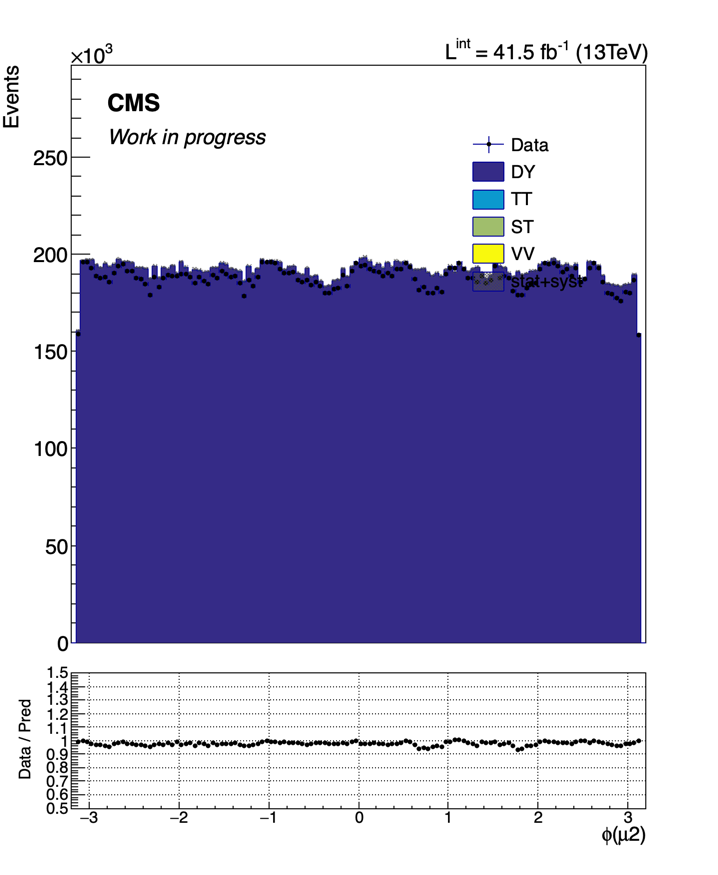 ×10³
L^int = 41.5 fb⁻¹ (13TeV)
Events
CMS
Work in progress
Data
DY
TT
ST
VV
stat+syst
250
200
150
100
50
0
Data / Pred
1.5
1.4
1.3
1.2
1.1
1
0.9
0.8
0.7
0.6
0.5
−3 −2 −1 0 1 2 3
ϕ(μ2)